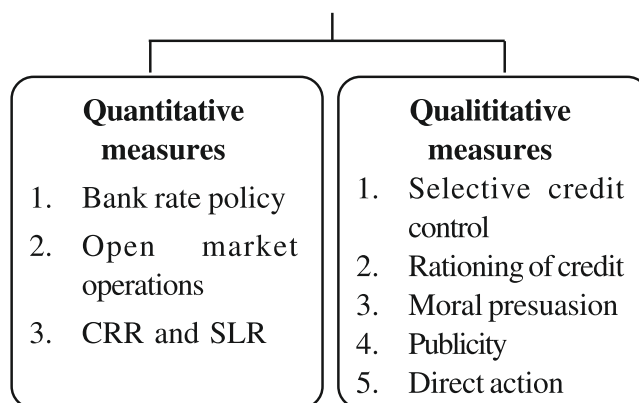 Quantitative
measures
1. Bank rate policy
2. Open market
operations
3. CRR and SLR
Qualititative
measures
1. Selective credit
control
2. Rationing of credit
3. Moral presuasion
4. Publicity
5. Direct action